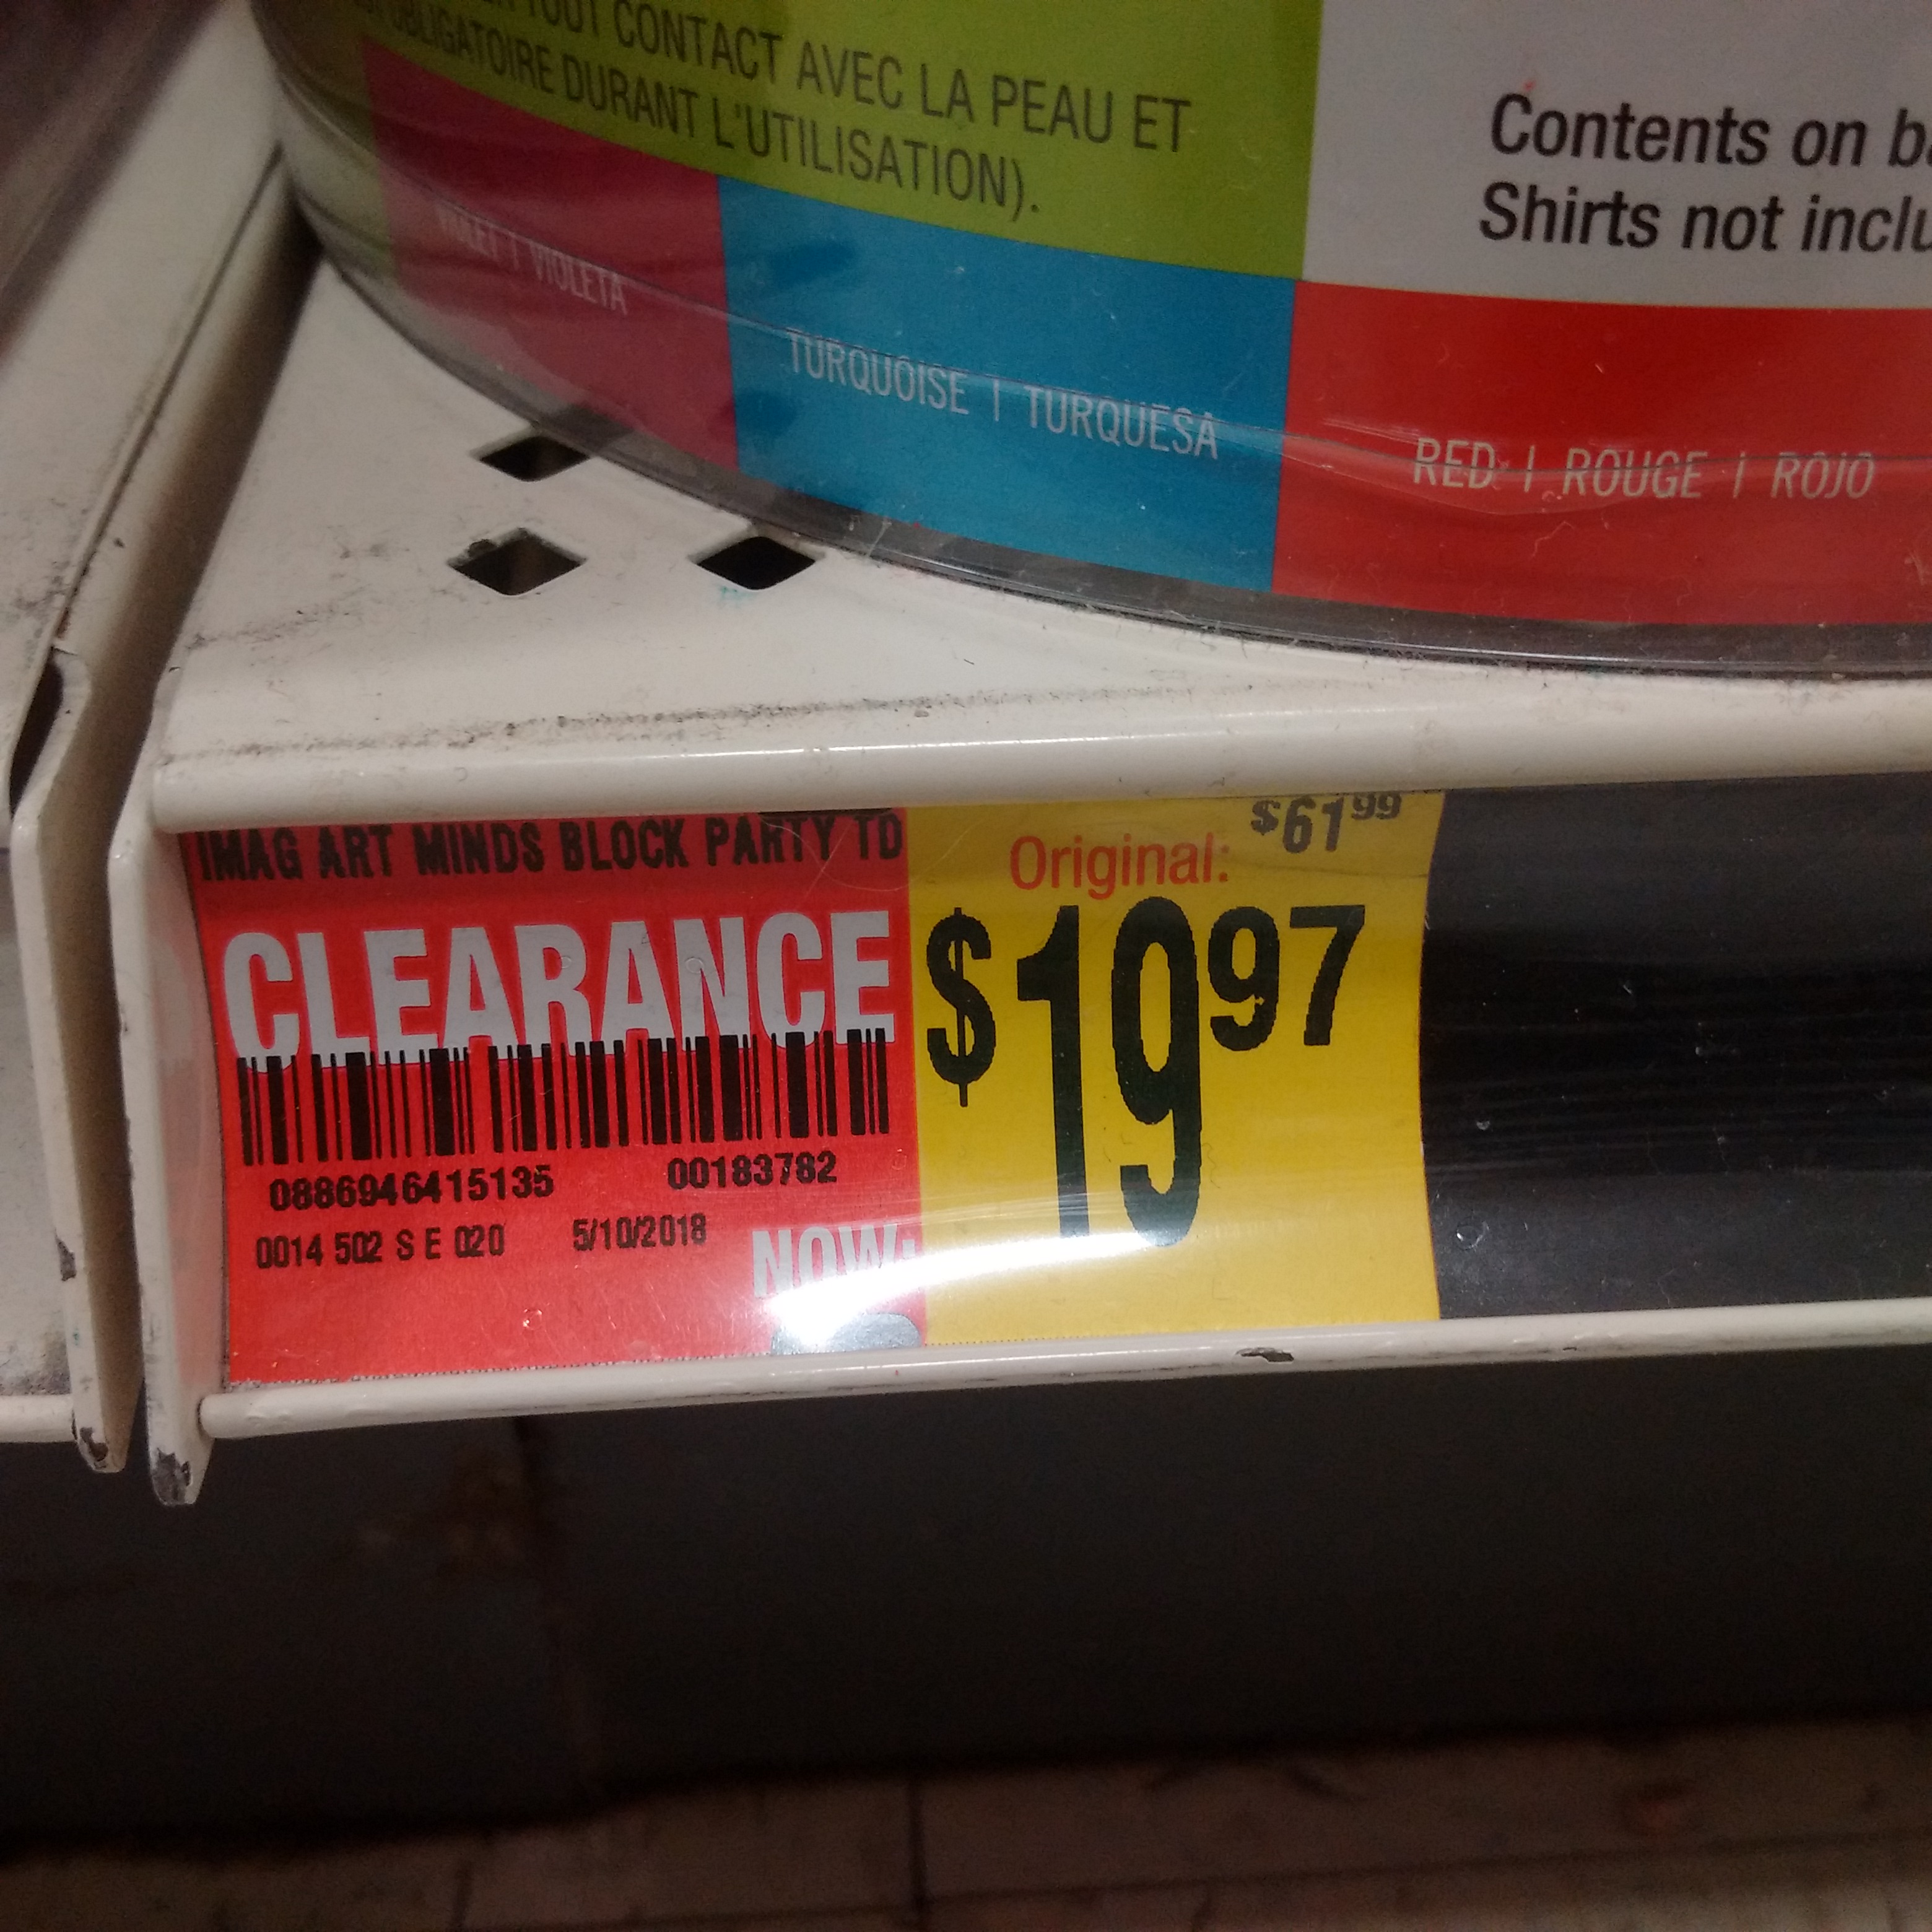 TOUT CONTACT AVEC LA PEAU ET
OBLIGATOIRE DURANT L'UTILISATION).
Contents on
Shirts not
VIOLET | VIOLETA
TURQUOISE | TURQUESA
RED | ROUGE | ROJO
IMAG ART MINDS BLOCK PARTY TD
CLEARANCE
0886946415135 00183782
0014 502 S E 020 5/10/2018
NOW:
$61.99
Original:
$19.97